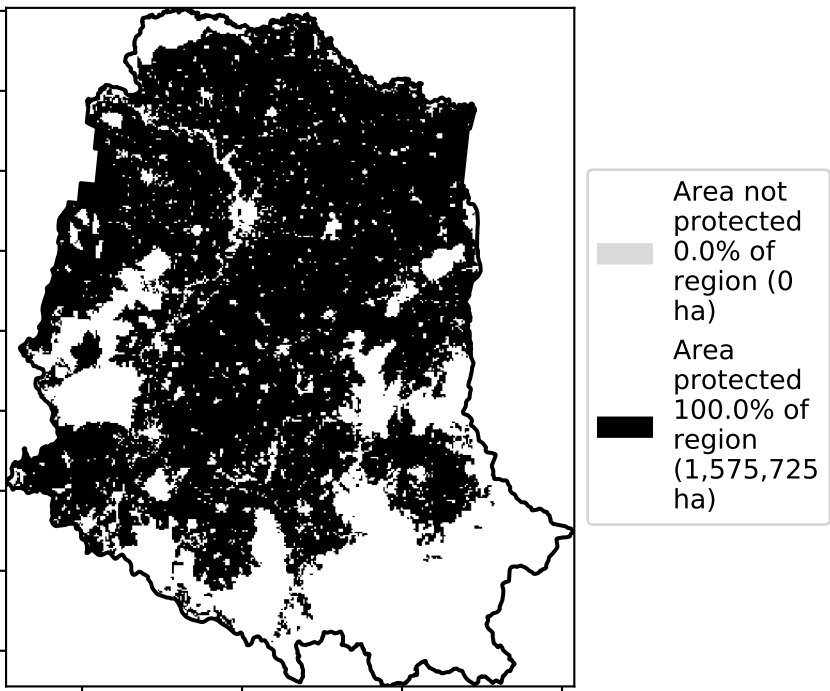 Area not
protected
0.0% of
region (0
ha)
Area
protected
100.0% of
region
(1,575,725
ha)